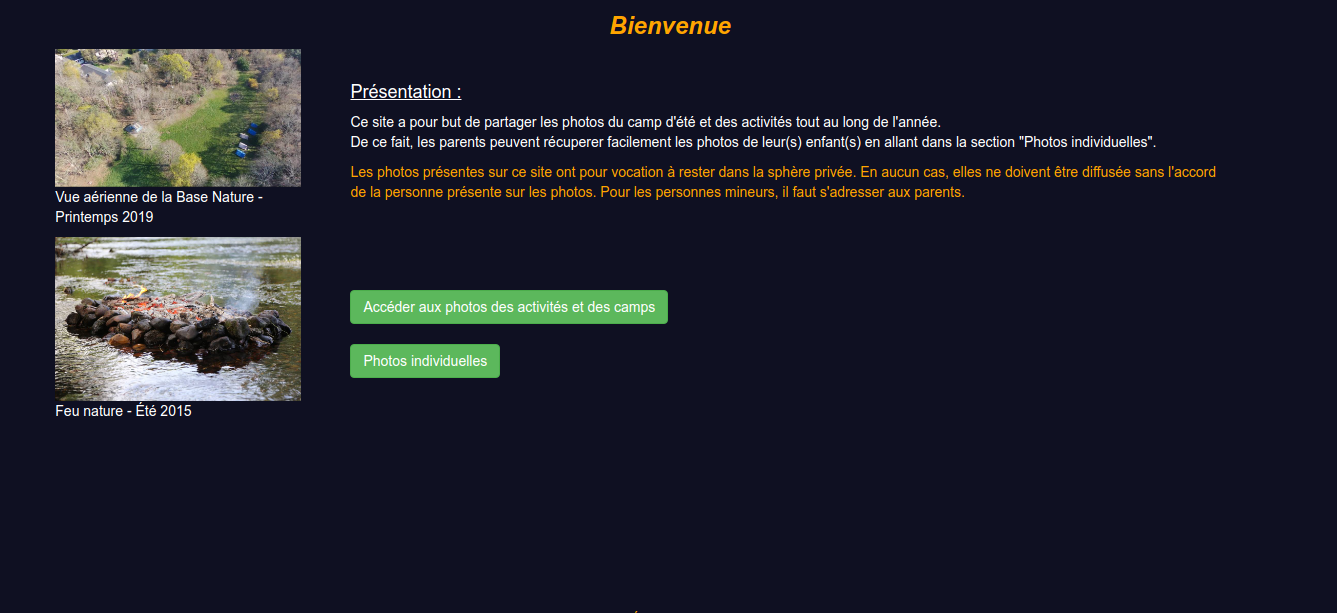 Bienvenue
Vue aérienne de la Base Nature -
Printemps 2019
Feu nature - Été 2015
Présentation :
Ce site a pour but de partager les photos du camp d'été et des activités tout au long de l'année.
De ce fait, les parents peuvent récuperer facilement les photos de leur(s) enfant(s) en allant dans la section "Photos individuelles".
Les photos présentes sur ce site ont pour vocation à rester dans la sphère privée. En aucun cas, elles ne doivent être diffusée sans l'accord
de la personne présente sur les photos. Pour les personnes mineurs, il faut s'adresser aux parents.
Accéder aux photos des activités et des camps
Photos individuelles